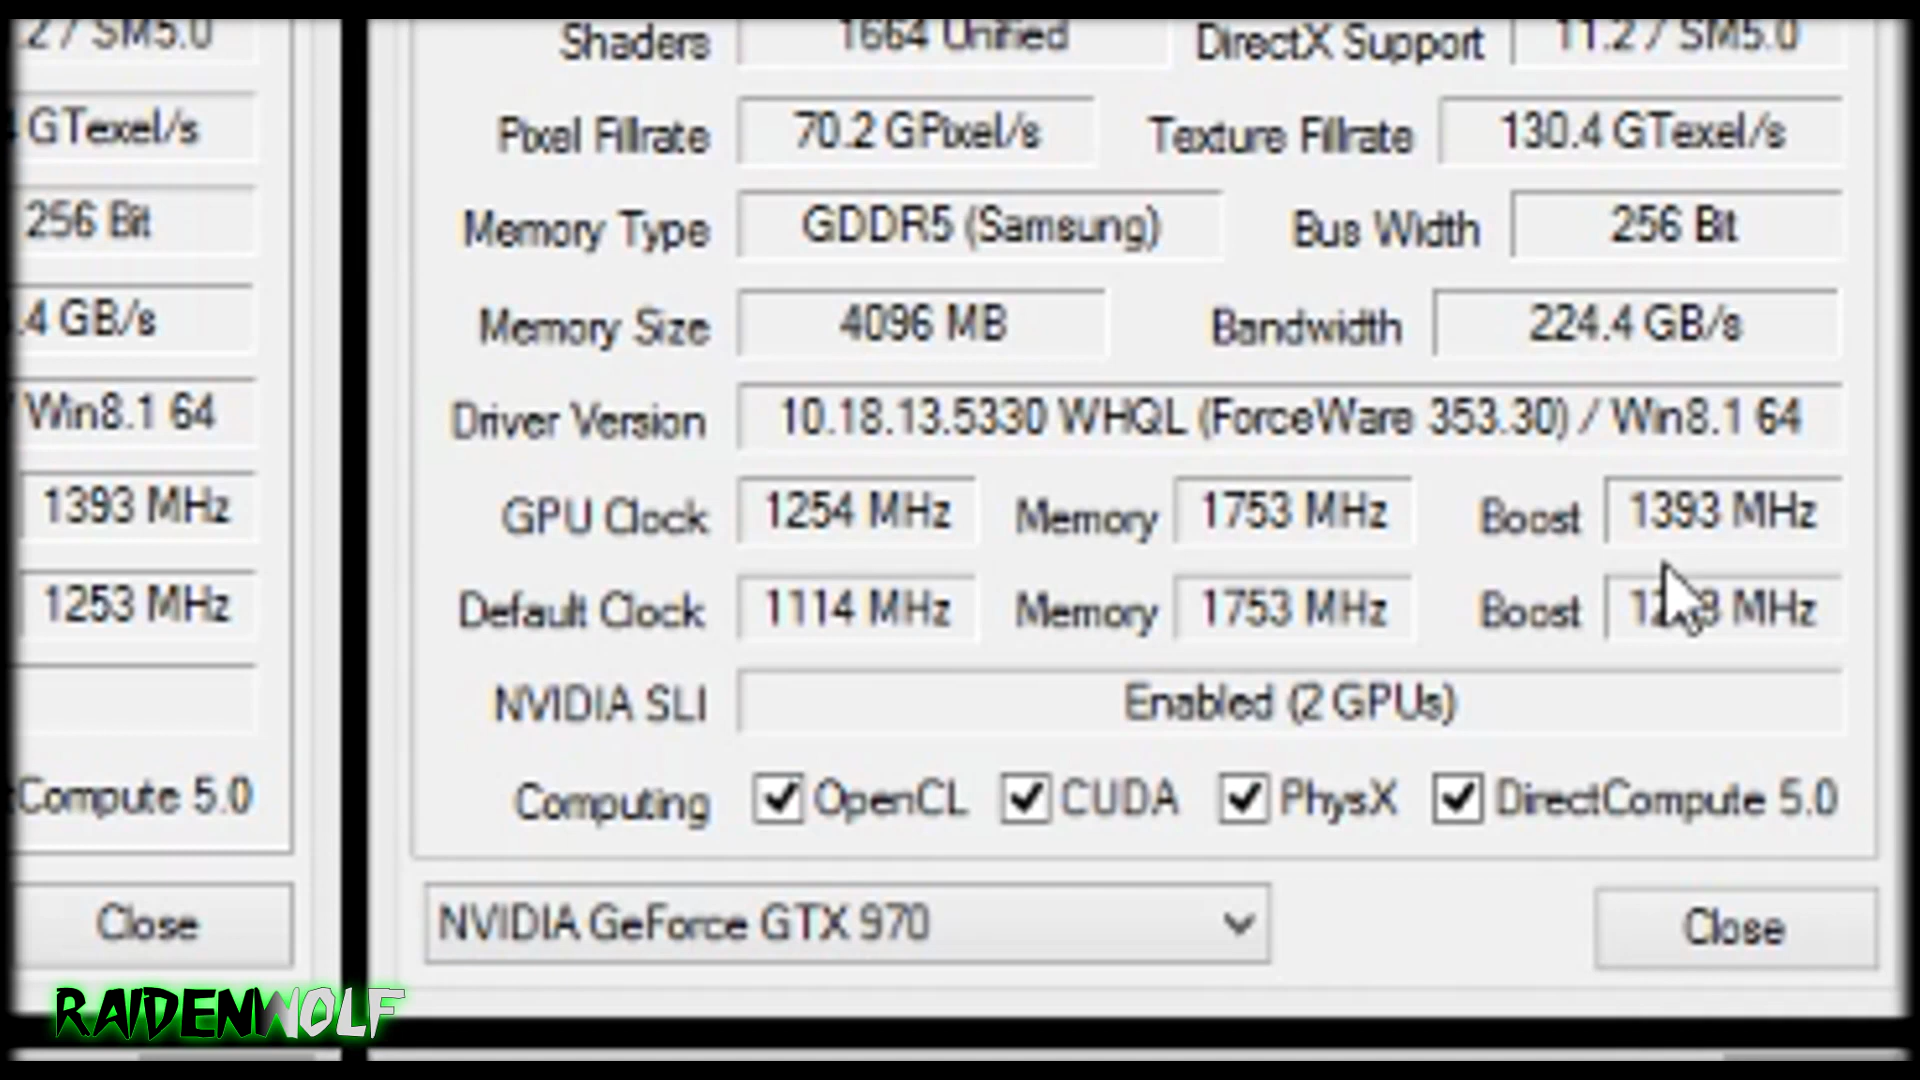 .2 / SM5.0
GTexel/s
256 Bit
.4 GB/s
Win8.1 64
1393 MHz
1253 MHz
Compute 5.0
Close
Shaders 1664 Unified DirectX Support 11.2 / SM5.0
Pixel Fillrate 70.2 GPixel/s Texture Fillrate 130.4 GTexel/s
Memory Type GDDR5 (Samsung) Bus Width 256 Bit
Memory Size 4096 MB Bandwidth 224.4 GB/s
Driver Version 10.18.13.5330 WHQL (ForceWare 353.30) / Win8.1 64
GPU Clock 1254 MHz Memory 1753 MHz Boost 1393 MHz
Default Clock 1114 MHz Memory 1753 MHz Boost MHz
NVIDIA SLI Enabled (2 GPUs)
Computing OpenCL CUDA PhysX DirectCompute 5.0
NVIDIA GeForce GTX 970 Close
RAIDENWOLF